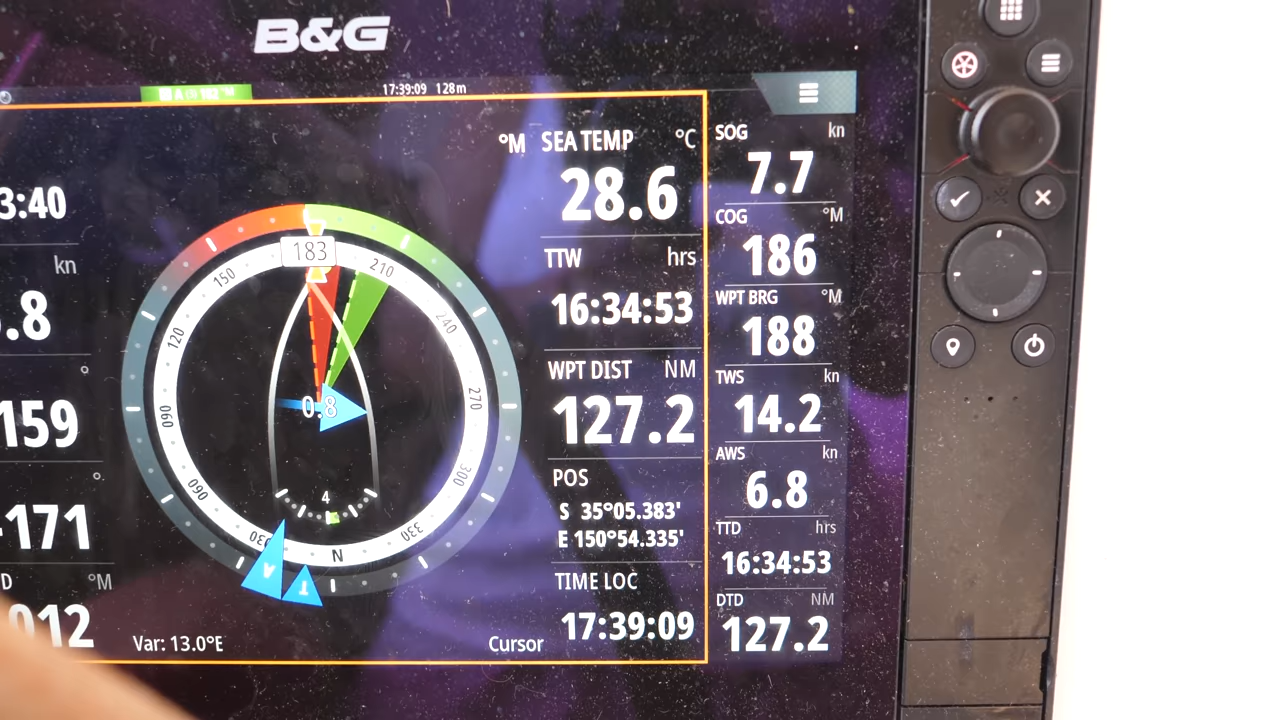 B&G
17:39:09 128m
3:40
kn
.8
°
159
°
-171
D °M
012
°M
183
150
210
120
240
090
270
060
300
030
330
N
0.8
4
A
T
Var: 13.0°E
Cursor
SEA TEMP °C
28.6
TTW hrs
16:34:53
WPT DIST NM
127.2
POS
S 35°05.383'
E 150°54.335'
TIME LOC
17:39:09
SOG kn
7.7
COG °M
186
WPT BRG °M
188
TWS kn
14.2
AWS kn
6.8
TTD hrs
16:34:53
DTD NM
127.2